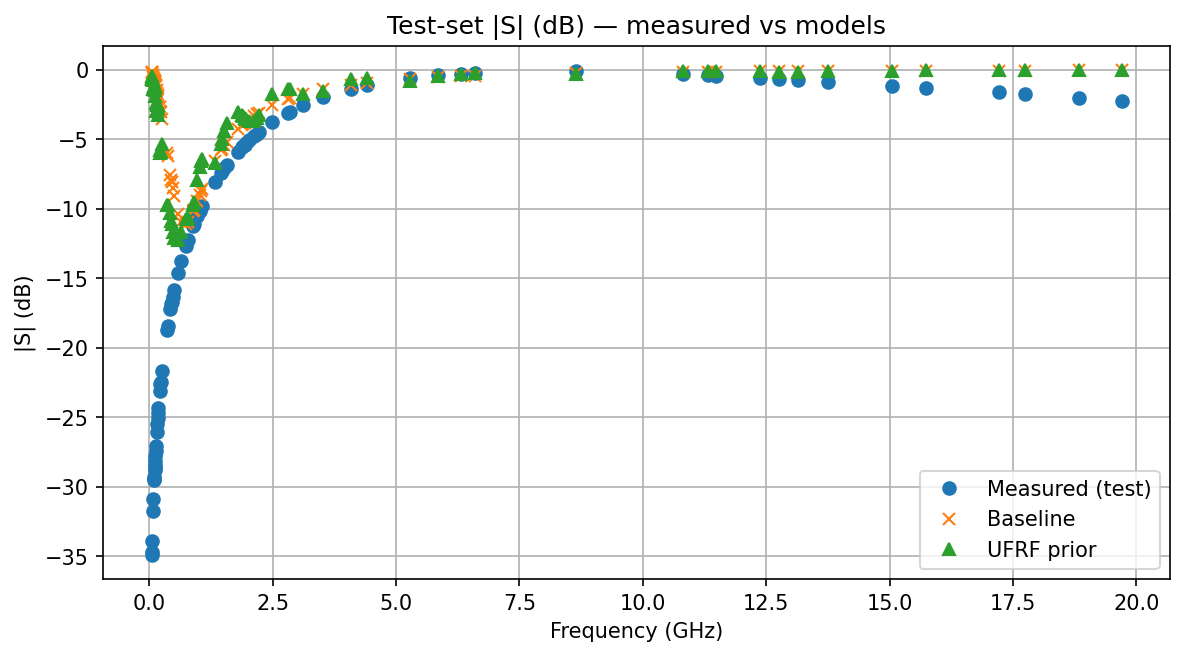 Test-set |S| (dB) — measured vs models
|S| (dB)
0
−5
−10
−15
−20
−25
−30
−35
0.0 2.5 5.0 7.5 10.0 12.5 15.0 17.5 20.0
Frequency (GHz)
Measured (test)
Baseline
UFRF prior